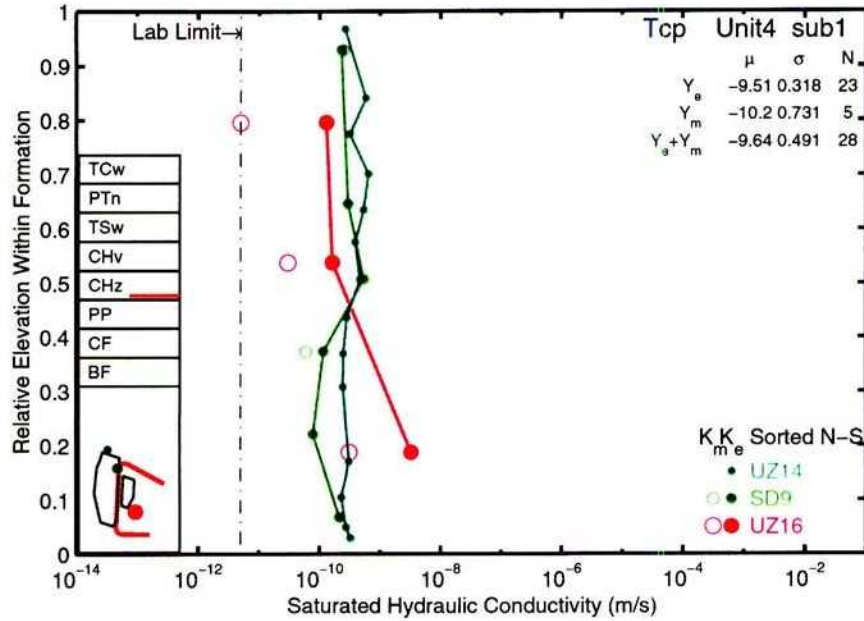 Lab Limit→
Tcp Unit4 sub1
μ σ N
Yₑ −9.51 0.318 23
Yₘ −10.2 0.731 5
Yₑ+Yₘ −9.64 0.491 28
TCw
PTn
TSw
CHv
CHz
PP
CF
BF
KₘKₑ Sorted N−S
UZ14
SD9
UZ16
Relative Elevation Within Formation
1
0.9
0.8
0.7
0.6
0.5
0.4
0.3
0.2
0.1
0
10⁻¹⁴ 10⁻¹² 10⁻¹⁰ 10⁻⁸ 10⁻⁶ 10⁻⁴ 10⁻²
Saturated Hydraulic Conductivity (m/s)